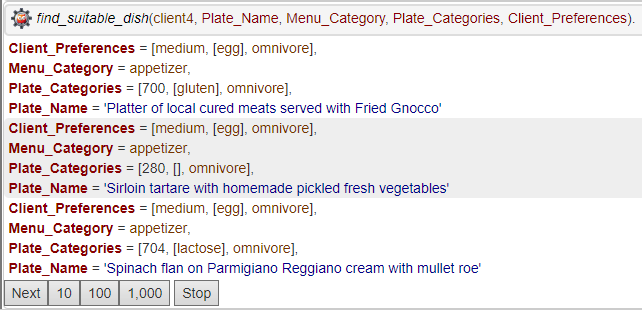 find_suitable_dish(client4, Plate_Name, Menu_Category, Plate_Categories, Client_Preferences).
Client_Preferences = [medium, [egg], omnivore],
Menu_Category = appetizer,
Plate_Categories = [700, [gluten], omnivore],
Plate_Name = 'Platter of local cured meats served with Fried Gnocco'
Client_Preferences = [medium, [egg], omnivore],
Menu_Category = appetizer,
Plate_Categories = [280, [], omnivore],
Plate_Name = 'Sirloin tartare with homemade pickled fresh vegetables'
Client_Preferences = [medium, [egg], omnivore],
Menu_Category = appetizer,
Plate_Categories = [704, [lactose], omnivore],
Plate_Name = 'Spinach flan on Parmigiano Reggiano cream with mullet roe'
Next 10 100 1,000 Stop